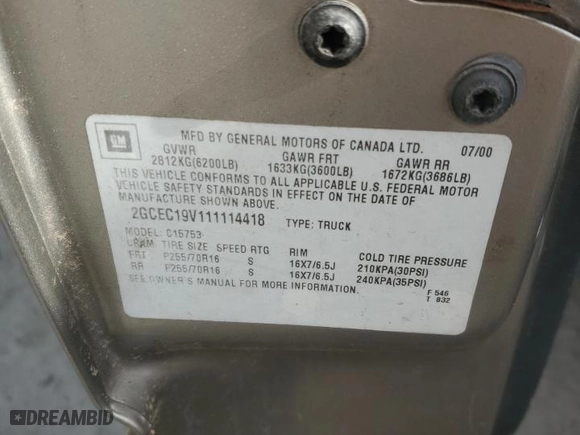 GM
MFD BY GENERAL MOTORS OF CANADA LTD. 07/00
GVWR GAWR FRT GAWR RR
2812KG(6200LB) 1633KG(3600LB) 1672KG(3686LB)
THIS VEHICLE CONFORMS TO ALL APPLICABLE U.S. FEDERAL MOTOR
VEHICLE SAFETY STANDARDS IN EFFECT ON THE DATE OF
MANUFACTURE SHOWN ABOVE.
2GCEC19V111114418 TYPE: TRUCK
MODEL: C15753
TIRE SIZE SPEED RTG RIM COLD TIRE PRESSURE
FRT P255/70R16 S 16X7/6.5J 210KPA(30PSI)
RR P255/70R16 S 16X7/6.5J 240KPA(35PSI)
SEE OWNER'S MANUAL FOR MORE INFORMATION.
F 546
T 832
DREAMBID